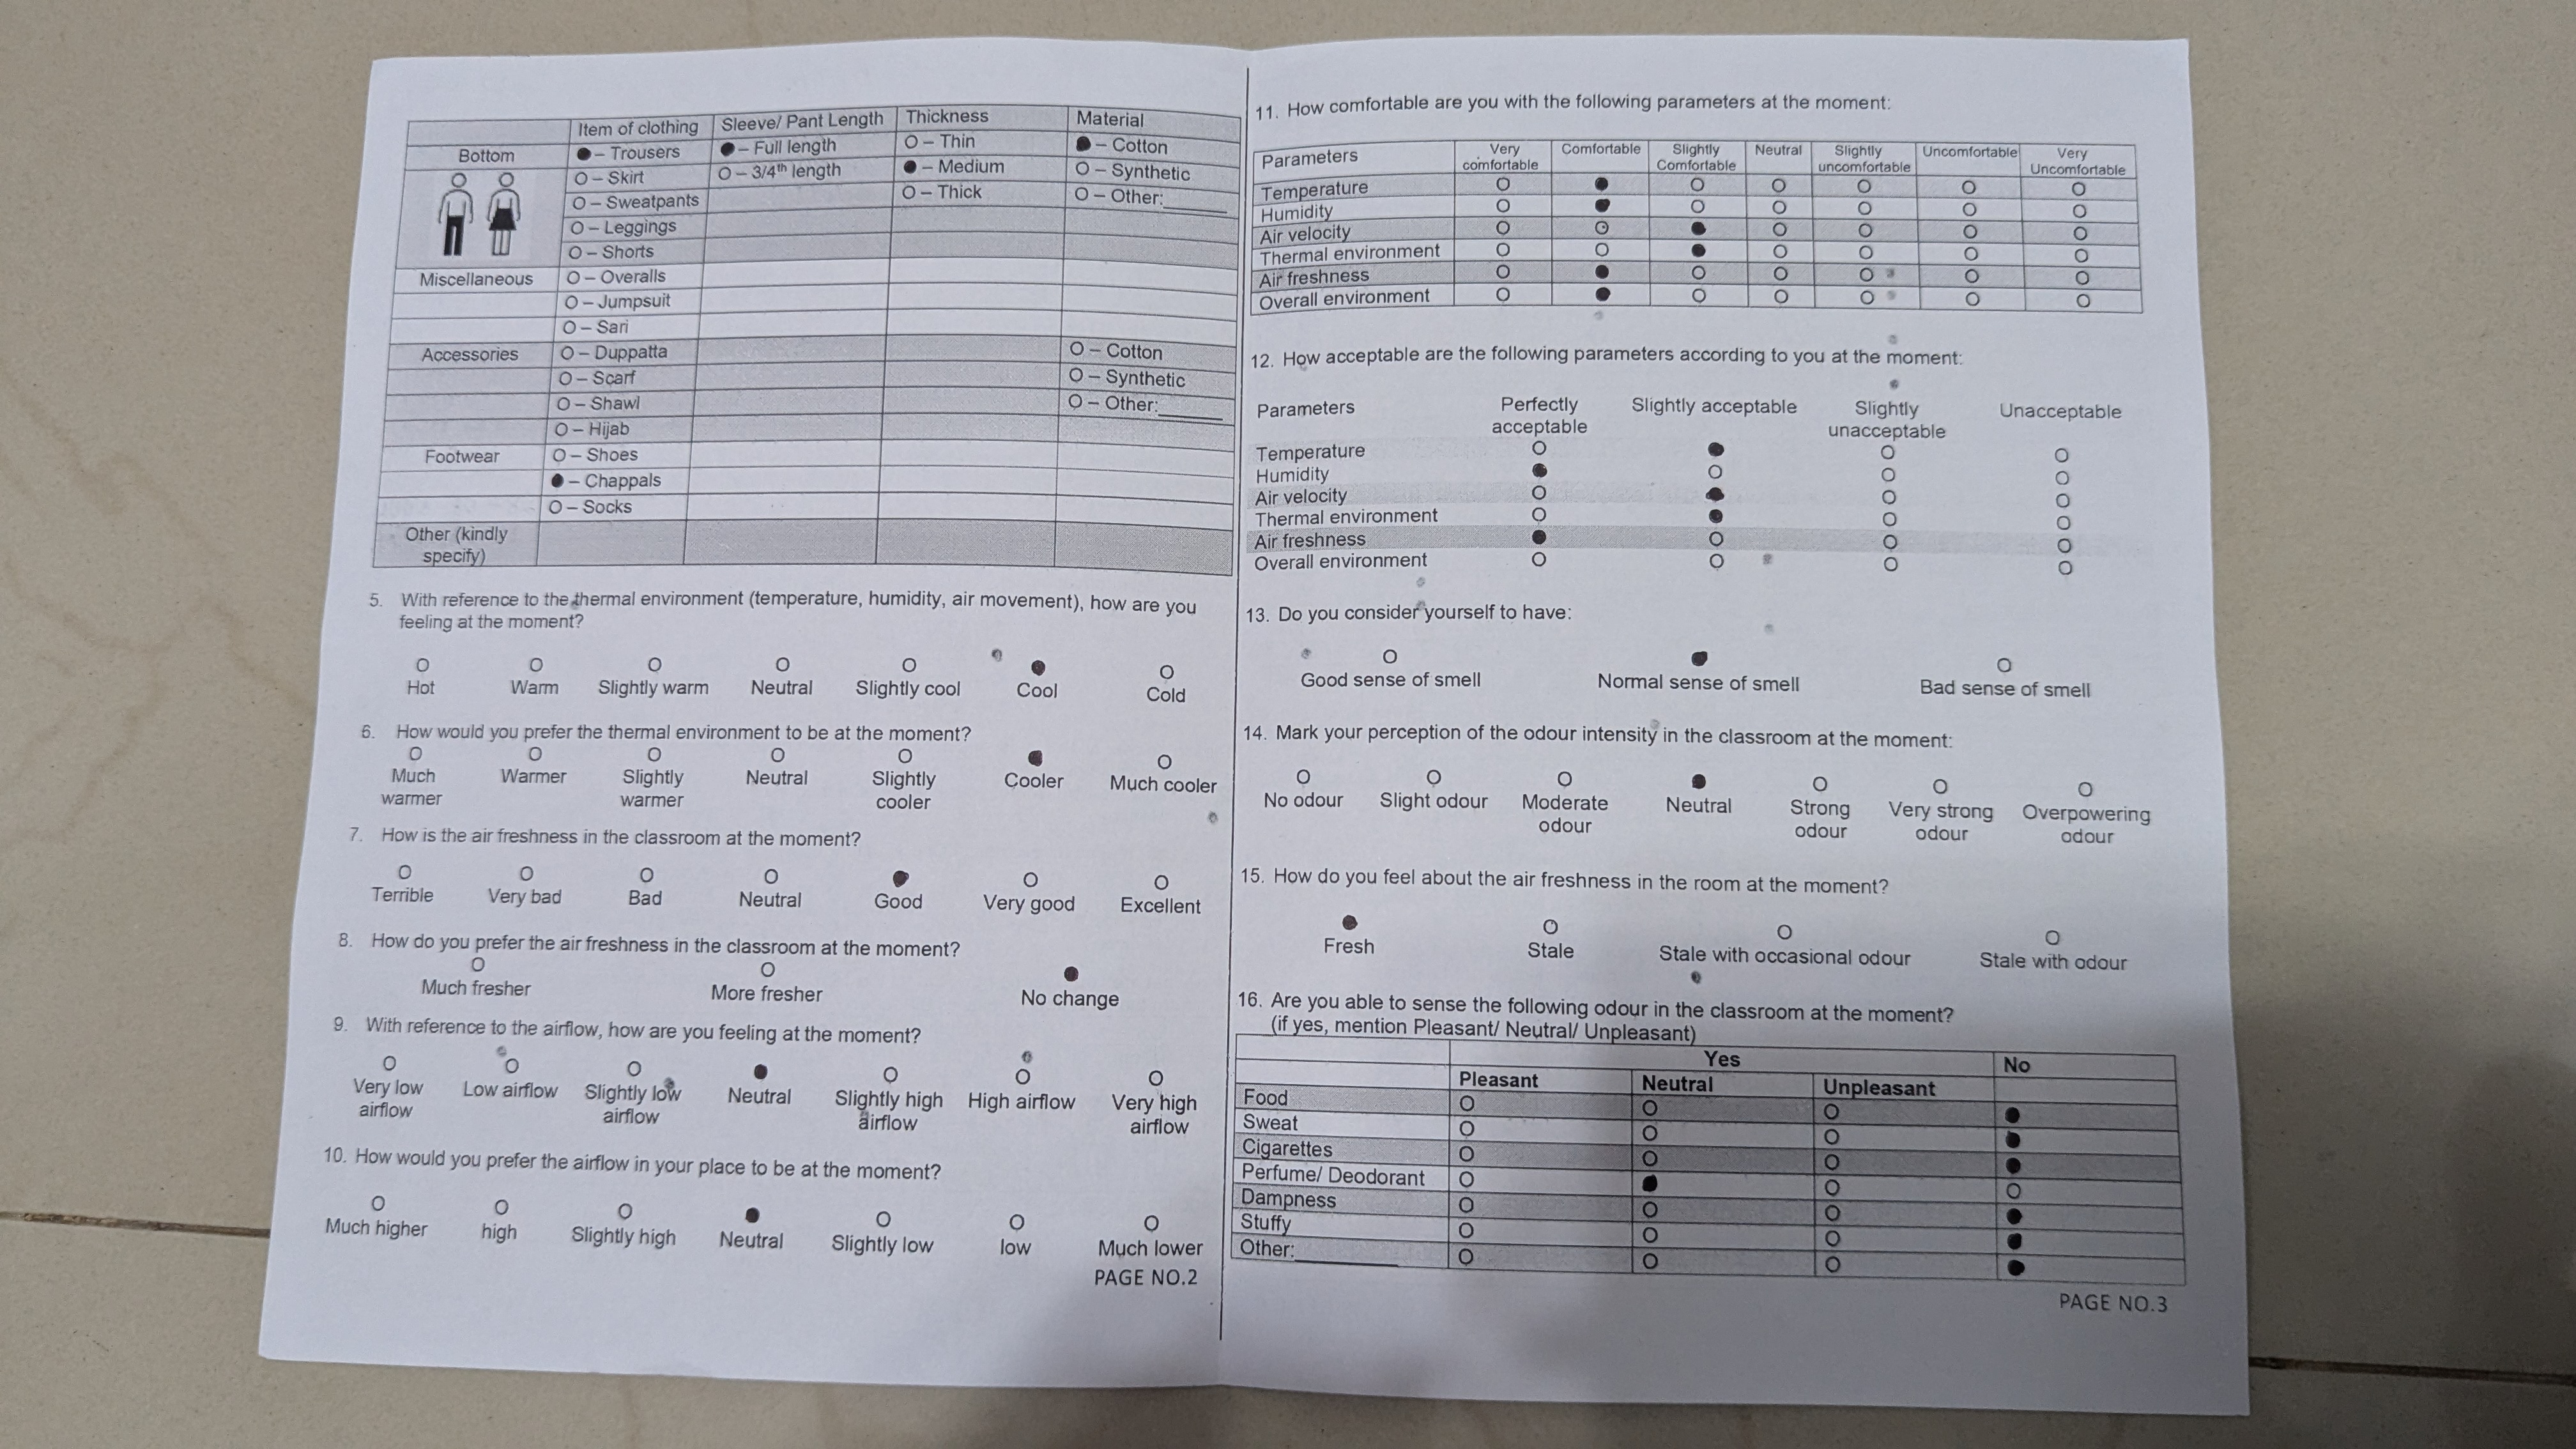 Item of clothing Sleeve/ Pant Length Thickness Material
Bottom ● – Trousers ● – Full length O – Thin ● – Cotton
O – Skirt O – 3/4th length ● – Medium O – Synthetic
O – Sweatpants O – Thick O – Other:______
O – Leggings
O – Shorts
Miscellaneous O – Overalls
O – Jumpsuit
O – Sari
Accessories O – Duppatta O – Cotton
O – Scarf O – Synthetic
O – Shawl O – Other:______
O – Hijab
Footwear O – Shoes
● – Chappals
O – Socks
Other (kindly
specify)
5. With reference to the thermal environment (temperature, humidity, air movement), how are you
feeling at the moment?
O O O O O ● O
Hot Warm Slightly warm Neutral Slightly cool Cool Cold
6. How would you prefer the thermal environment to be at the moment?
O O O O O ● O
Much Warmer Slightly Neutral Slightly Cooler Much cooler
warmer warmer cooler
7. How is the air freshness in the classroom at the moment?
O O O O ● O O
Terrible Very bad Bad Neutral Good Very good Excellent
8. How do you prefer the air freshness in the classroom at the moment?
O O ●
Much fresher More fresher No change
9. With reference to the airflow, how are you feeling at the moment?
O O O ● O O O
Very low Low airflow Slightly low Neutral Slightly high High airflow Very high
airflow airflow airflow airflow
10. How would you prefer the airflow in your place to be at the moment?
O O O ● O O O
Much higher high Slightly high Neutral Slightly low low Much lower
PAGE NO.2
11. How comfortable are you with the following parameters at the moment:
Parameters Very Comfortable Slightly Neutral Slightly Uncomfortable Very
comfortable Comfortable uncomfortable Uncomfortable
Temperature O ● O O O O O
Humidity O ● O O O O O
Air velocity O O ● O O O O
Thermal environment O O ● O O O O
Air freshness O ● O O O O O
Overall environment O ● O O O O O
12. How acceptable are the following parameters according to you at the moment:
Parameters Perfectly Slightly acceptable Slightly Unacceptable
acceptable unacceptable
Temperature O ● O O
Humidity ● O O O
Air velocity O ● O O
Thermal environment O ● O O
Air freshness ● O O O
Overall environment O O O O
13. Do you consider yourself to have:
O ● O
Good sense of smell Normal sense of smell Bad sense of smell
14. Mark your perception of the odour intensity in the classroom at the moment:
O O O ● O O O
No odour Slight odour Moderate Neutral Strong Very strong Overpowering
odour odour odour odour
15. How do you feel about the air freshness in the room at the moment?
● O O O
Fresh Stale Stale with occasional odour Stale with odour
16. Are you able to sense the following odour in the classroom at the moment?
(if yes, mention Pleasant/ Neutral/ Unpleasant)
Yes No
Pleasant Neutral Unpleasant
Food O O O ●
Sweat O O O ●
Cigarettes O O O ●
Perfume/ Deodorant O ● O O
Dampness O O O ●
Stuffy O O O ●
Other:__________ O O O ●
PAGE NO.3